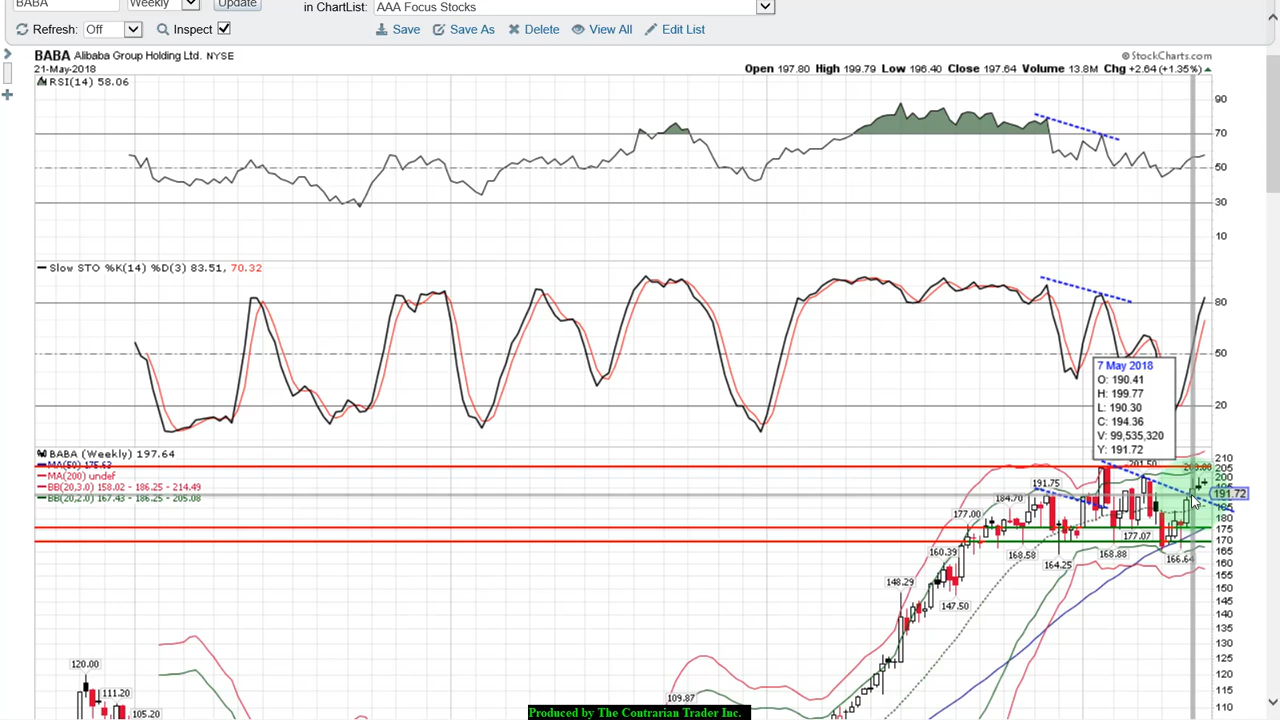 BABA Weekly Update in ChartList: AAA Focus Stocks
Refresh: Off Inspect Save Save As Delete View All Edit List
BABA Alibaba Group Holding Ltd. NYSE © StockCharts.com
21-May-2018 Open 197.80 High 199.79 Low 196.40 Close 197.64 Volume 13.8M Chg +2.64 (+1.35%)
RSI(14) 58.06
90
70
50
30
10
Slow STO %K(14) %D(3) 83.51, 70.32
80
50
20
7 May 2018
O: 190.41
H: 199.77
L: 190.30
C: 194.36
V: 99,535,320
Y: 191.72
BABA (Weekly) 197.64
MA(50) 175.63
MA(200) undef
BB(20,3.0) 158.02 - 186.25 - 214.49
BB(20,2.0) 167.43 - 186.25 - 205.08
210
205
200
195
191.72
185
180
175
170
165
160
155
150
145
140
135
130
125
120
115
110
201.50
191.75
184.70
177.00
177.07
168.58
168.88
166.64
164.25
160.39
148.29
147.50
120.00
111.20
105.20
109.87
Produced by The Contrarian Trader Inc.